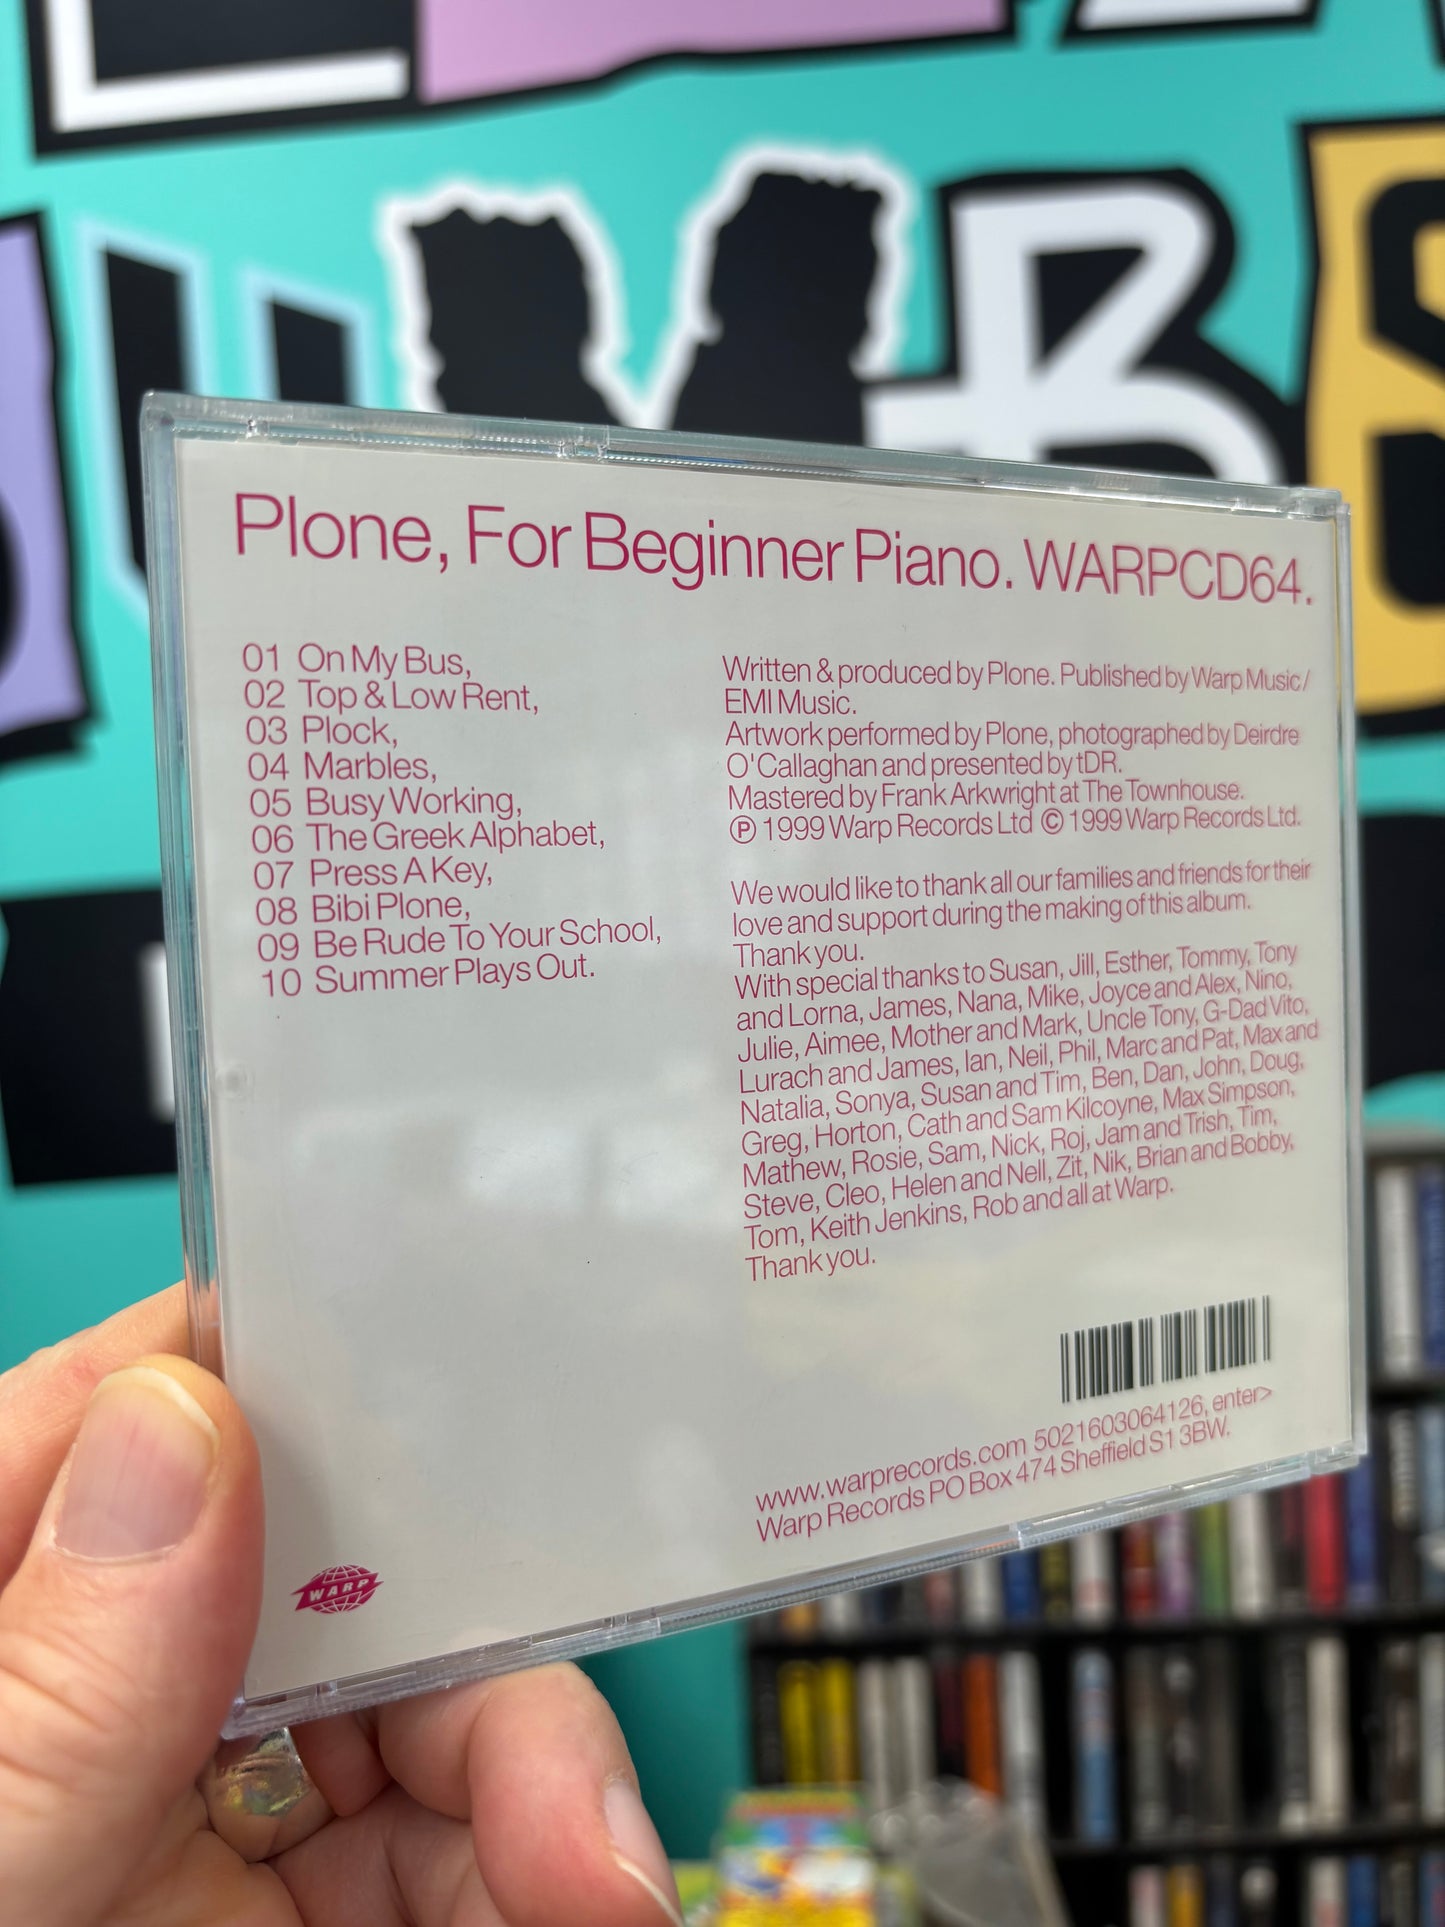 Plone, For Beginner Piano. WARPCD64.
01 On My Bus,
02 Top & Low Rent,
03 Plock,
04 Marbles,
05 Busy Working,
06 The Greek Alphabet,
07 Press A Key,
08 Bibi Plone,
09 Be Rude To Your School,
10 Summer Plays Out.
Written & produced by Plone. Published by Warp Music/
EMI Music.
Artwork performed by Plone, photographed by Deirdre
O'Callaghan and presented by tDR.
Mastered by Frank Arkwright at The Townhouse.
℗ 1999 Warp Records Ltd © 1999 Warp Records Ltd.
We would like to thank all our families and friends for their
love and support during the making of this album.
Thank you.
With special thanks to Susan, Jill, Esther, Tommy, Tony
and Lorna, James, Nana, Mike, Joyce and Alex, Nino,
Julie, Aimee, Mother and Mark, Uncle Tony, G-Dad Vito,
Lurach and James, Ian, Neil, Phil, Marc and Pat, Max and
Natalia, Sonya, Susan and Tim, Ben, Dan, John, Doug,
Greg, Horton, Cath and Sam Kilcoyne, Max Simpson,
Mathew, Rosie, Sam, Nick, Roj, Jam and Trish, Tim,
Steve, Cleo, Helen and Nell, Zit, Nik, Brian and Bobby,
Tom, Keith Jenkins, Rob and all at Warp.
Thank you.
www.warprecords.com 5021603064126, enter>
Warp Records PO Box 474 Sheffield S1 3BW.
WARP